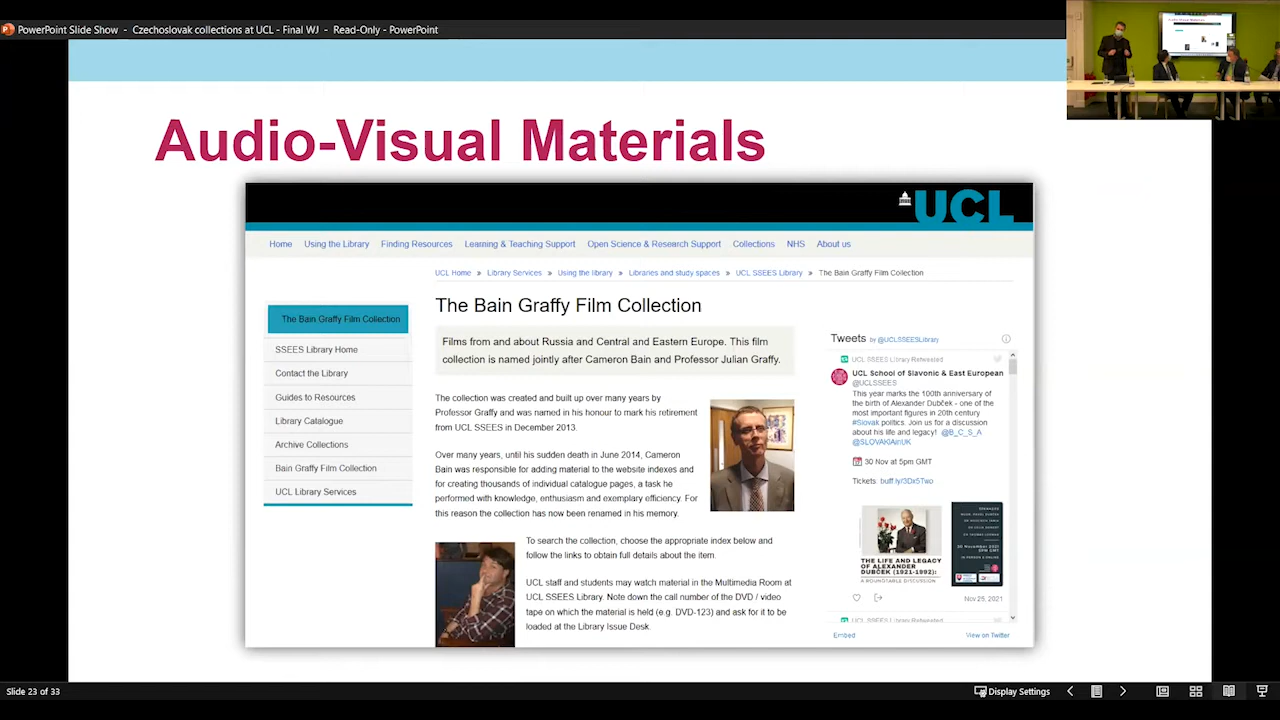 PowerPoint Slide Show - Czechoslovak collections at UCL - Final WJ - Read-Only - PowerPoint
Audio-Visual Materials
UCL
Home Using the Library Finding Resources Learning & Teaching Support Open Science & Research Support Collections NHS About us
UCL Home » Library Services » Using the library » Libraries and study spaces » UCL SSEES Library » The Bain Graffy Film Collection
The Bain Graffy Film Collection
SSEES Library Home
Contact the Library
Guides to Resources
Library Catalogue
Archive Collections
Bain Graffy Film Collection
UCL Library Services
The Bain Graffy Film Collection
Films from and about Russia and Central and Eastern Europe. This film
collection is named jointly after Cameron Bain and Professor Julian Graffy.
The collection was created and built up over many years by
Professor Graffy and was named in his honour to mark his retirement
from UCL SSEES in December 2013.
Over many years, until his sudden death in June 2014, Cameron
Bain was responsible for adding material to the website indexes and
for creating thousands of individual catalogue pages, a task he
performed with knowledge, enthusiasm and exemplary efficiency. For
this reason the collection has now been renamed in his memory.
To search the collection, choose the appropriate index below and
follow the links to obtain full details about the item.
UCL staff and students may watch material in the Multimedia Room at
UCL SSEES Library. Note down the call number of the DVD / video
tape on which the material is held (e.g. DVD-123) and ask for it to be
loaded at the Library Issue Desk.
Tweets by @UCLSSEESLibrary
UCL SSEES Library Retweeted
UCL School of Slavonic & East European
@UCLSSEES
This year marks the 100th anniversary of
the birth of Alexander Dubček - one of the
most important figures in 20th century
#Slovak politics. Join us for a discussion
about his life and legacy! @B_C_S_A
@SLOVAKIAinUK
30 Nov at 5pm GMT
Tickets: buff.ly/3Dx5Two
THE LIFE AND LEGACY
OF ALEXANDER
DUBČEK (1921-1992):
A ROUNDTABLE DISCUSSION
SPEAKERS
30 November 2021
5PM GMT
Nov 25, 2021
UCL SSEES Library Retweeted
Embed View on Twitter
Slide 23 of 33
Display Settings